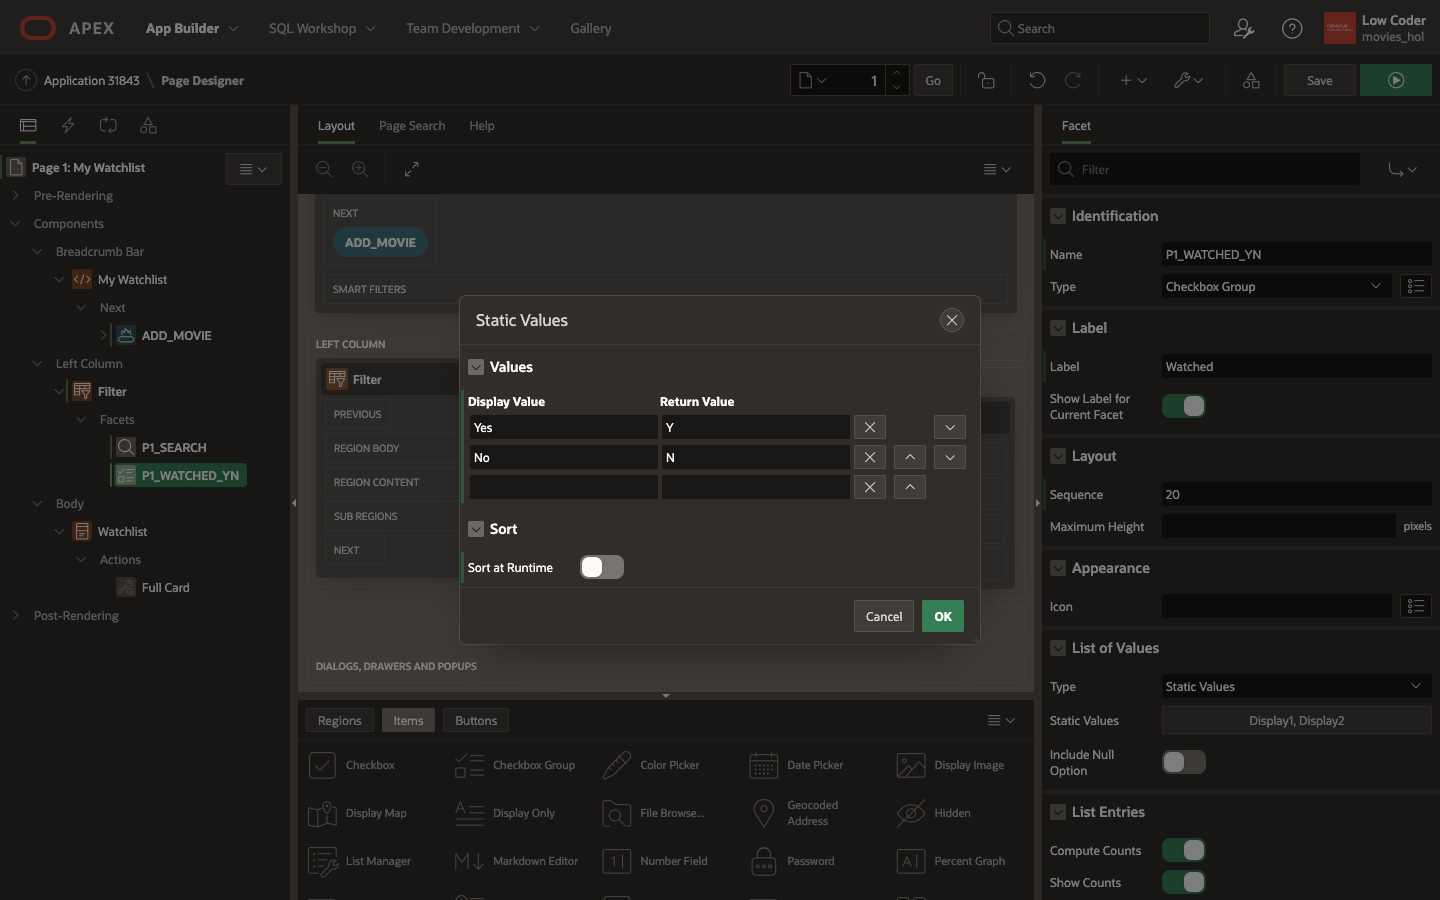 APEX
App Builder
SQL Workshop
Team Development
Gallery
Search
Low Coder
movies_hol
Application 31843 \ Page Designer
1
Go
Save
Page 1: My Watchlist
Pre-Rendering
Components
Breadcrumb Bar
My Watchlist
Next
ADD_MOVIE
Left Column
Filter
Facets
P1_SEARCH
P1_WATCHED_YN
Body
Watchlist
Actions
Full Card
Post-Rendering
Layout
Page Search
Help
NEXT
ADD_MOVIE
SMART FILTERS
LEFT COLUMN
Filter
PREVIOUS
REGION BODY
REGION CONTENT
SUB REGIONS
NEXT
DIALOGS, DRAWERS AND POPUPS
Static Values
Values
Display Value Return Value
Yes Y
No N
Sort
Sort at Runtime
Cancel
OK
Regions
Items
Buttons
Checkbox
Checkbox Group
Color Picker
Date Picker
Display Image
Display Map
Display Only
File Browse...
Geocoded
Address
Hidden
List Manager
Markdown Editor
Number Field
Password
Percent Graph
Facet
Filter
Identification
Name P1_WATCHED_YN
Type Checkbox Group
Label
Label Watched
Show Label for
Current Facet
Layout
Sequence 20
Maximum Height pixels
Appearance
Icon
List of Values
Type Static Values
Static Values Display1, Display2
Include Null
Option
List Entries
Compute Counts
Show Counts